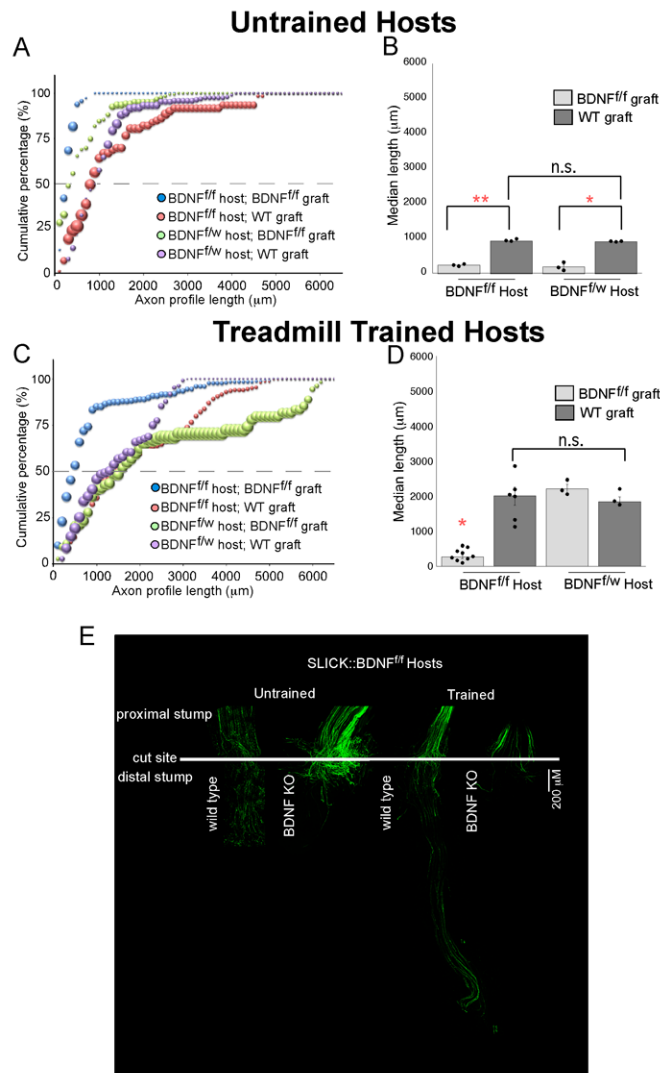 Untrained Hosts
A
Cumulative percentage (%)
100
75
50
25
0
0 1000 2000 3000 4000 5000 6000
Axon profile length (μm)
BDNFf/f host; BDNFf/f graft
BDNFf/f host; WT graft
BDNFf/w host; BDNFf/f graft
BDNFf/w host; WT graft
B
Median length (μm)
6000
5000
4000
3000
2000
1000
0
BDNFf/f graft
WT graft
n.s.
**
*
BDNFf/f Host
BDNFf/w Host
Treadmill Trained Hosts
C
Cumulative percentage (%)
100
75
50
25
0
0 1000 2000 3000 4000 5000 6000
Axon profile length (μm)
BDNFf/f host; BDNFf/f graft
BDNFf/f host; WT graft
BDNFf/w host; BDNFf/f graft
BDNFf/w host; WT graft
D
Median length (μm)
6000
5000
4000
3000
2000
1000
0
BDNFf/f graft
WT graft
n.s.
*
BDNFf/f Host
BDNFf/w Host
E
SLICK::BDNFf/f Hosts
Untrained
Trained
proximal stump
cut site
distal stump
wild type
BDNF KO
wild type
BDNF KO
200 μM